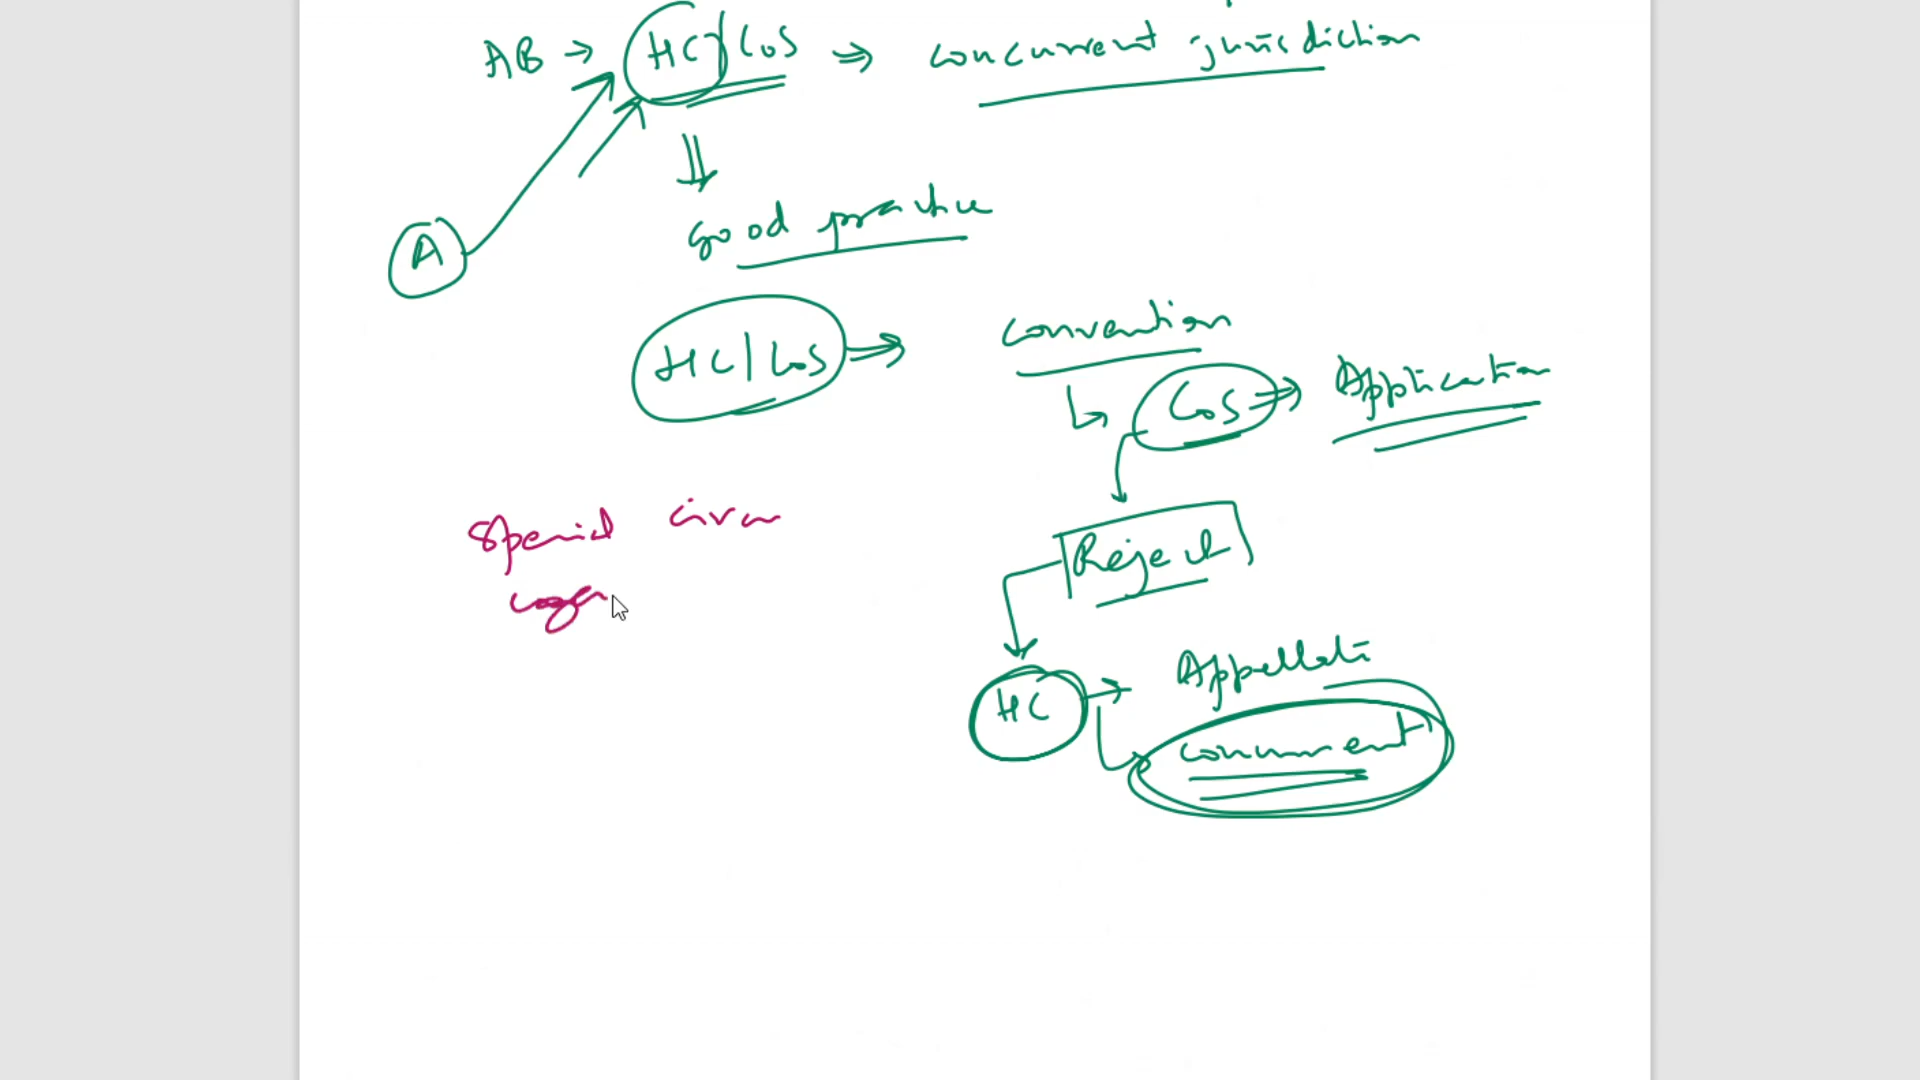 AB → HC/CoS ⇒ concurrent jurisdiction
A
good practice
HC/CoS ⇒ convention
CoS ⇒ Application
Special circu
Reject
HC → Appellate
concurrent